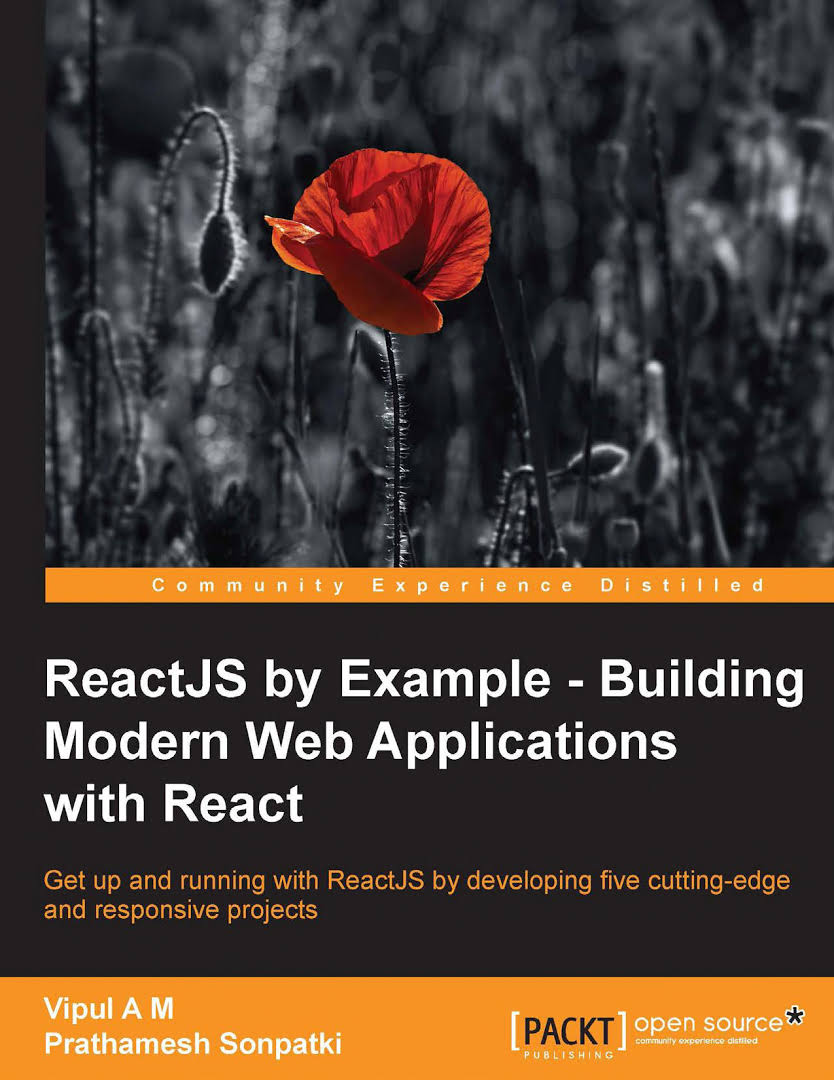 Community Experience Distilled
ReactJS by Example - Building
Modern Web Applications
with React
Get up and running with ReactJS by developing five cutting-edge
and responsive projects
Vipul A M
Prathamesh Sonpatki
[PACKT]
PUBLISHING
open source*
community experience distilled